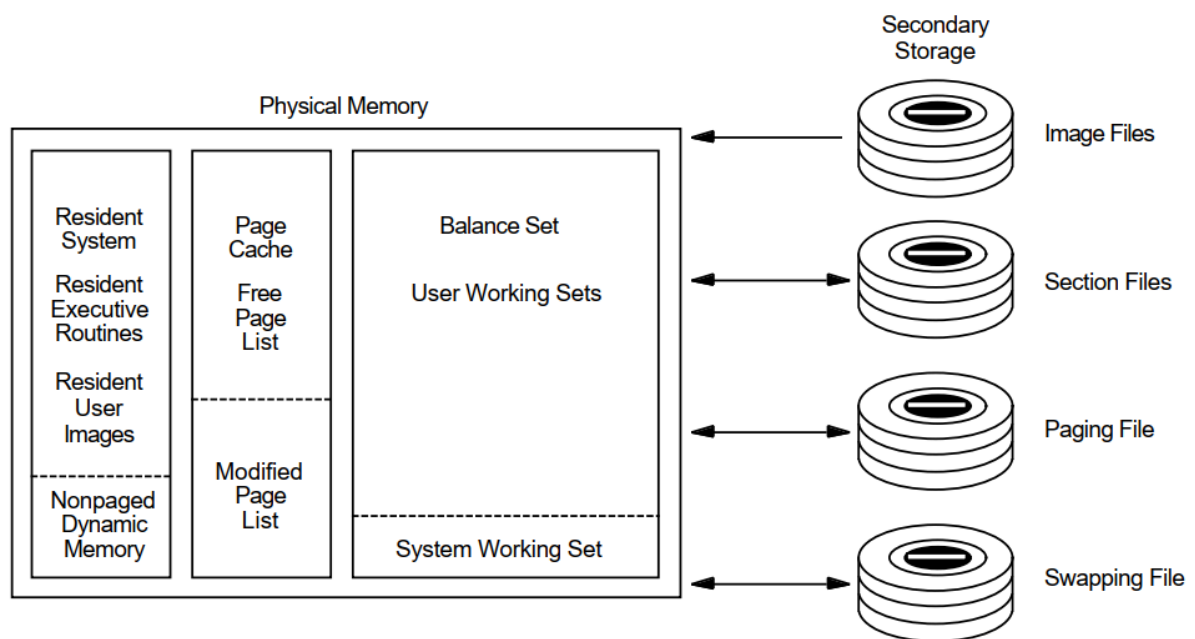 Secondary
Storage
Physical Memory
Image Files
Resident
System
Resident
Executive
Routines
Resident
User
Images
Nonpaged
Dynamic
Memory
Page
Cache
Free
Page
List
Modified
Page
List
Balance Set
User Working Sets
System Working Set
Section Files
Paging File
Swapping File